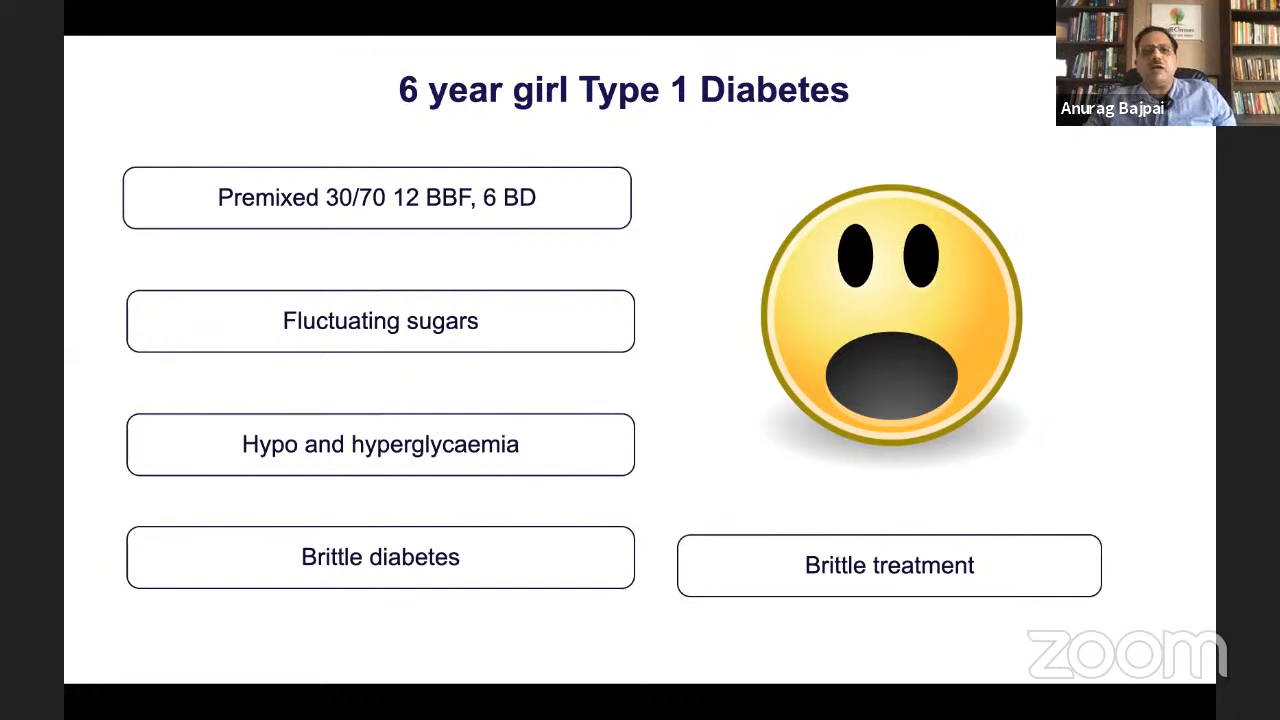 6 year girl Type 1 Diabetes
Anurag Bajpai
Premixed 30/70 12 BBF, 6 BD
Fluctuating sugars
Hypo and hyperglycaemia
Brittle diabetes
Brittle treatment
zoom